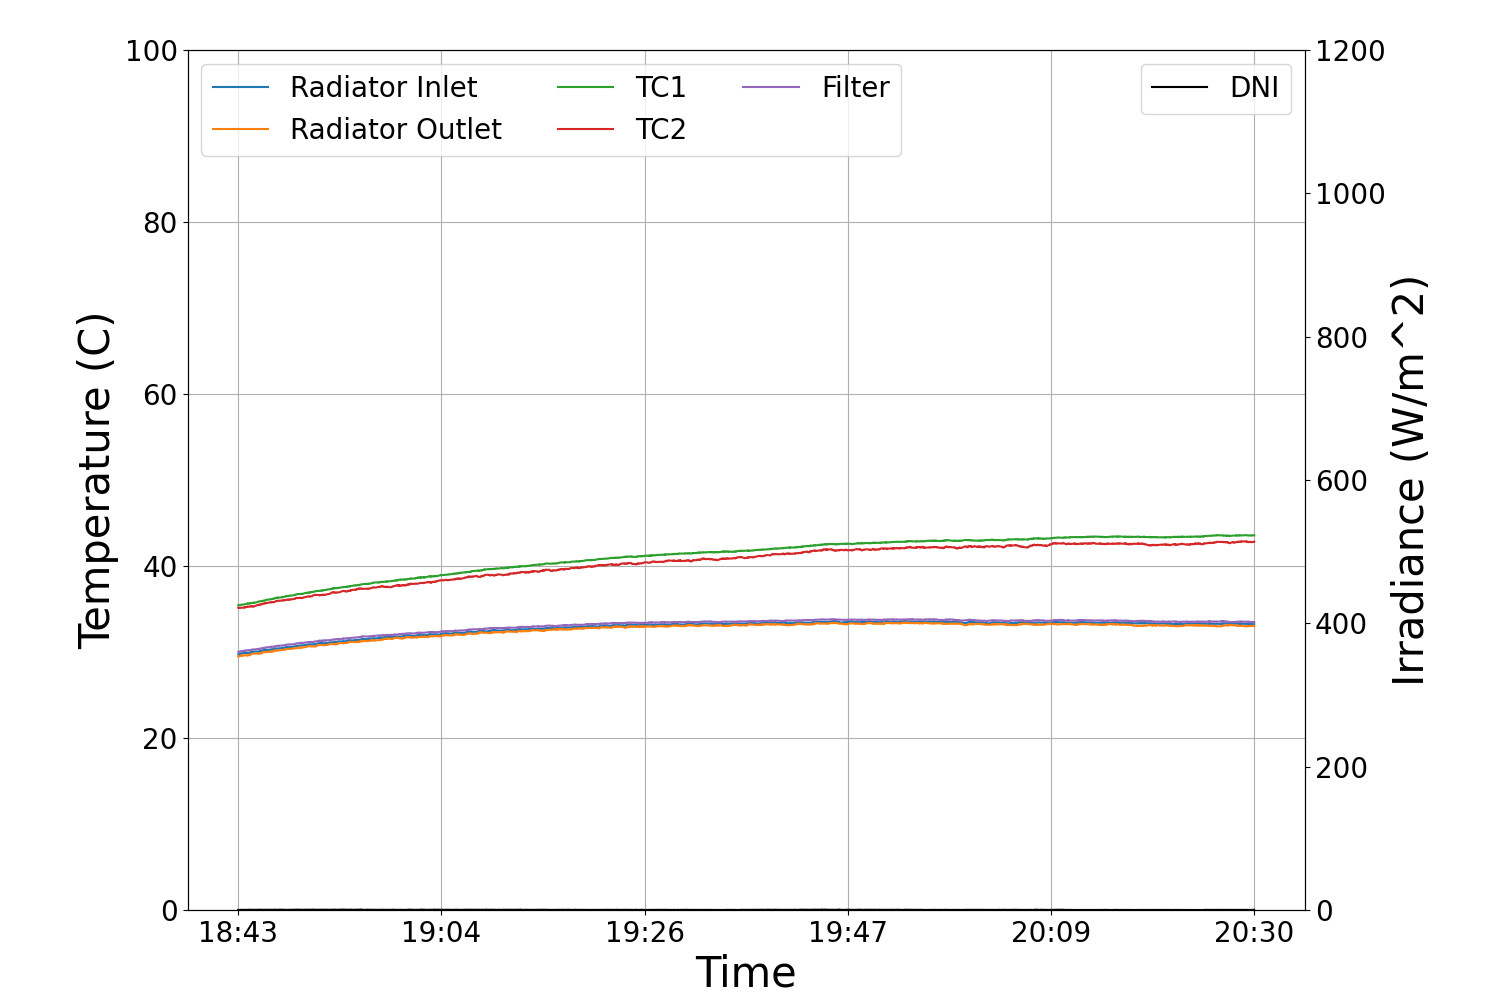 100
1200
Radiator Inlet
TC1
Filter
DNI
Radiator Outlet
TC2
1000
80
800
60
600
40
400
20
200
0
0
Temperature (C)
Irradiance (W/m^2)
18:43
19:04
19:26
19:47
20:09
20:30
Time